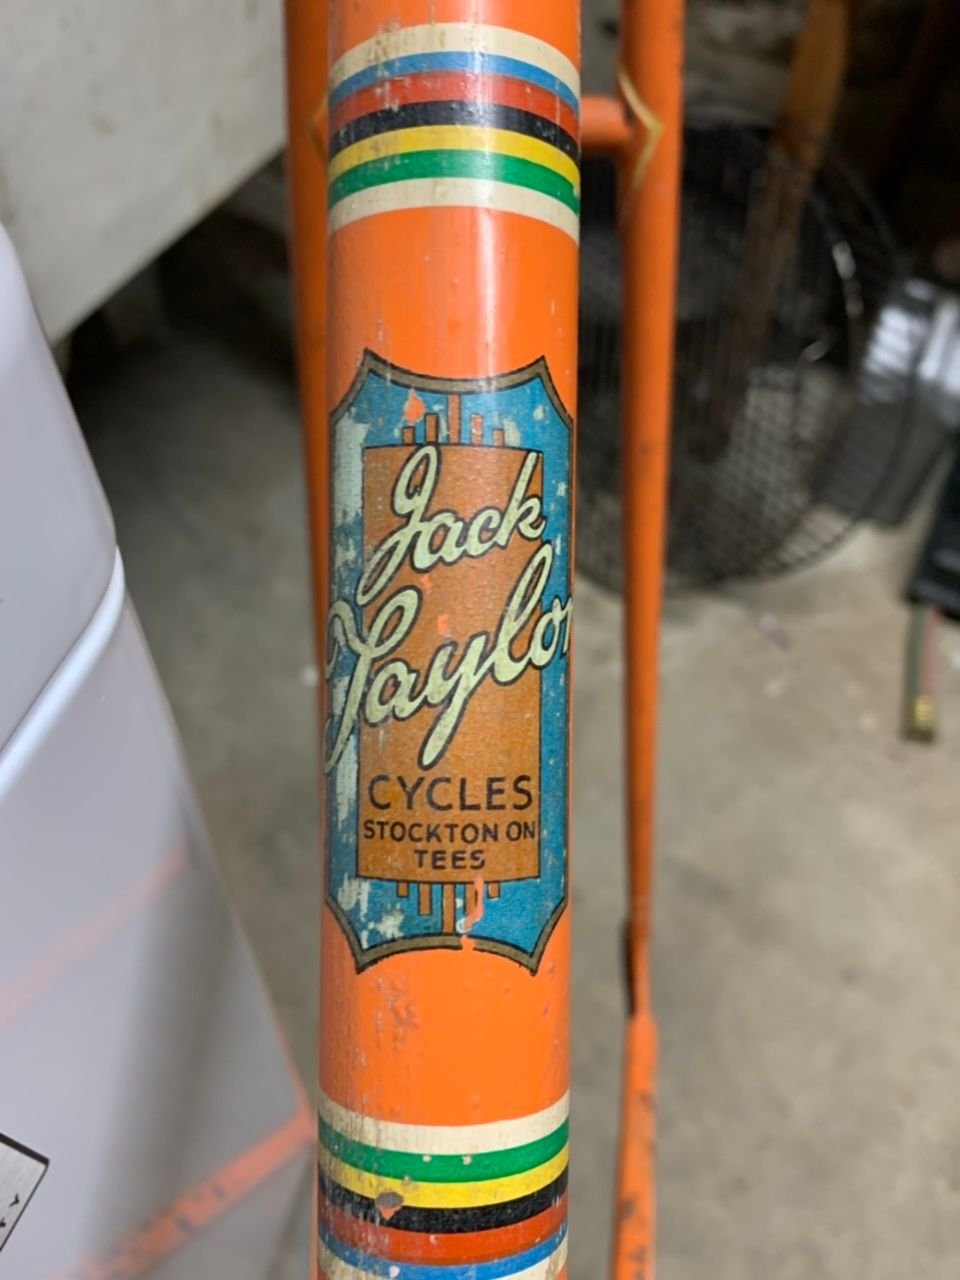 Jack
Taylor
CYCLES
STOCKTON ON
TEES